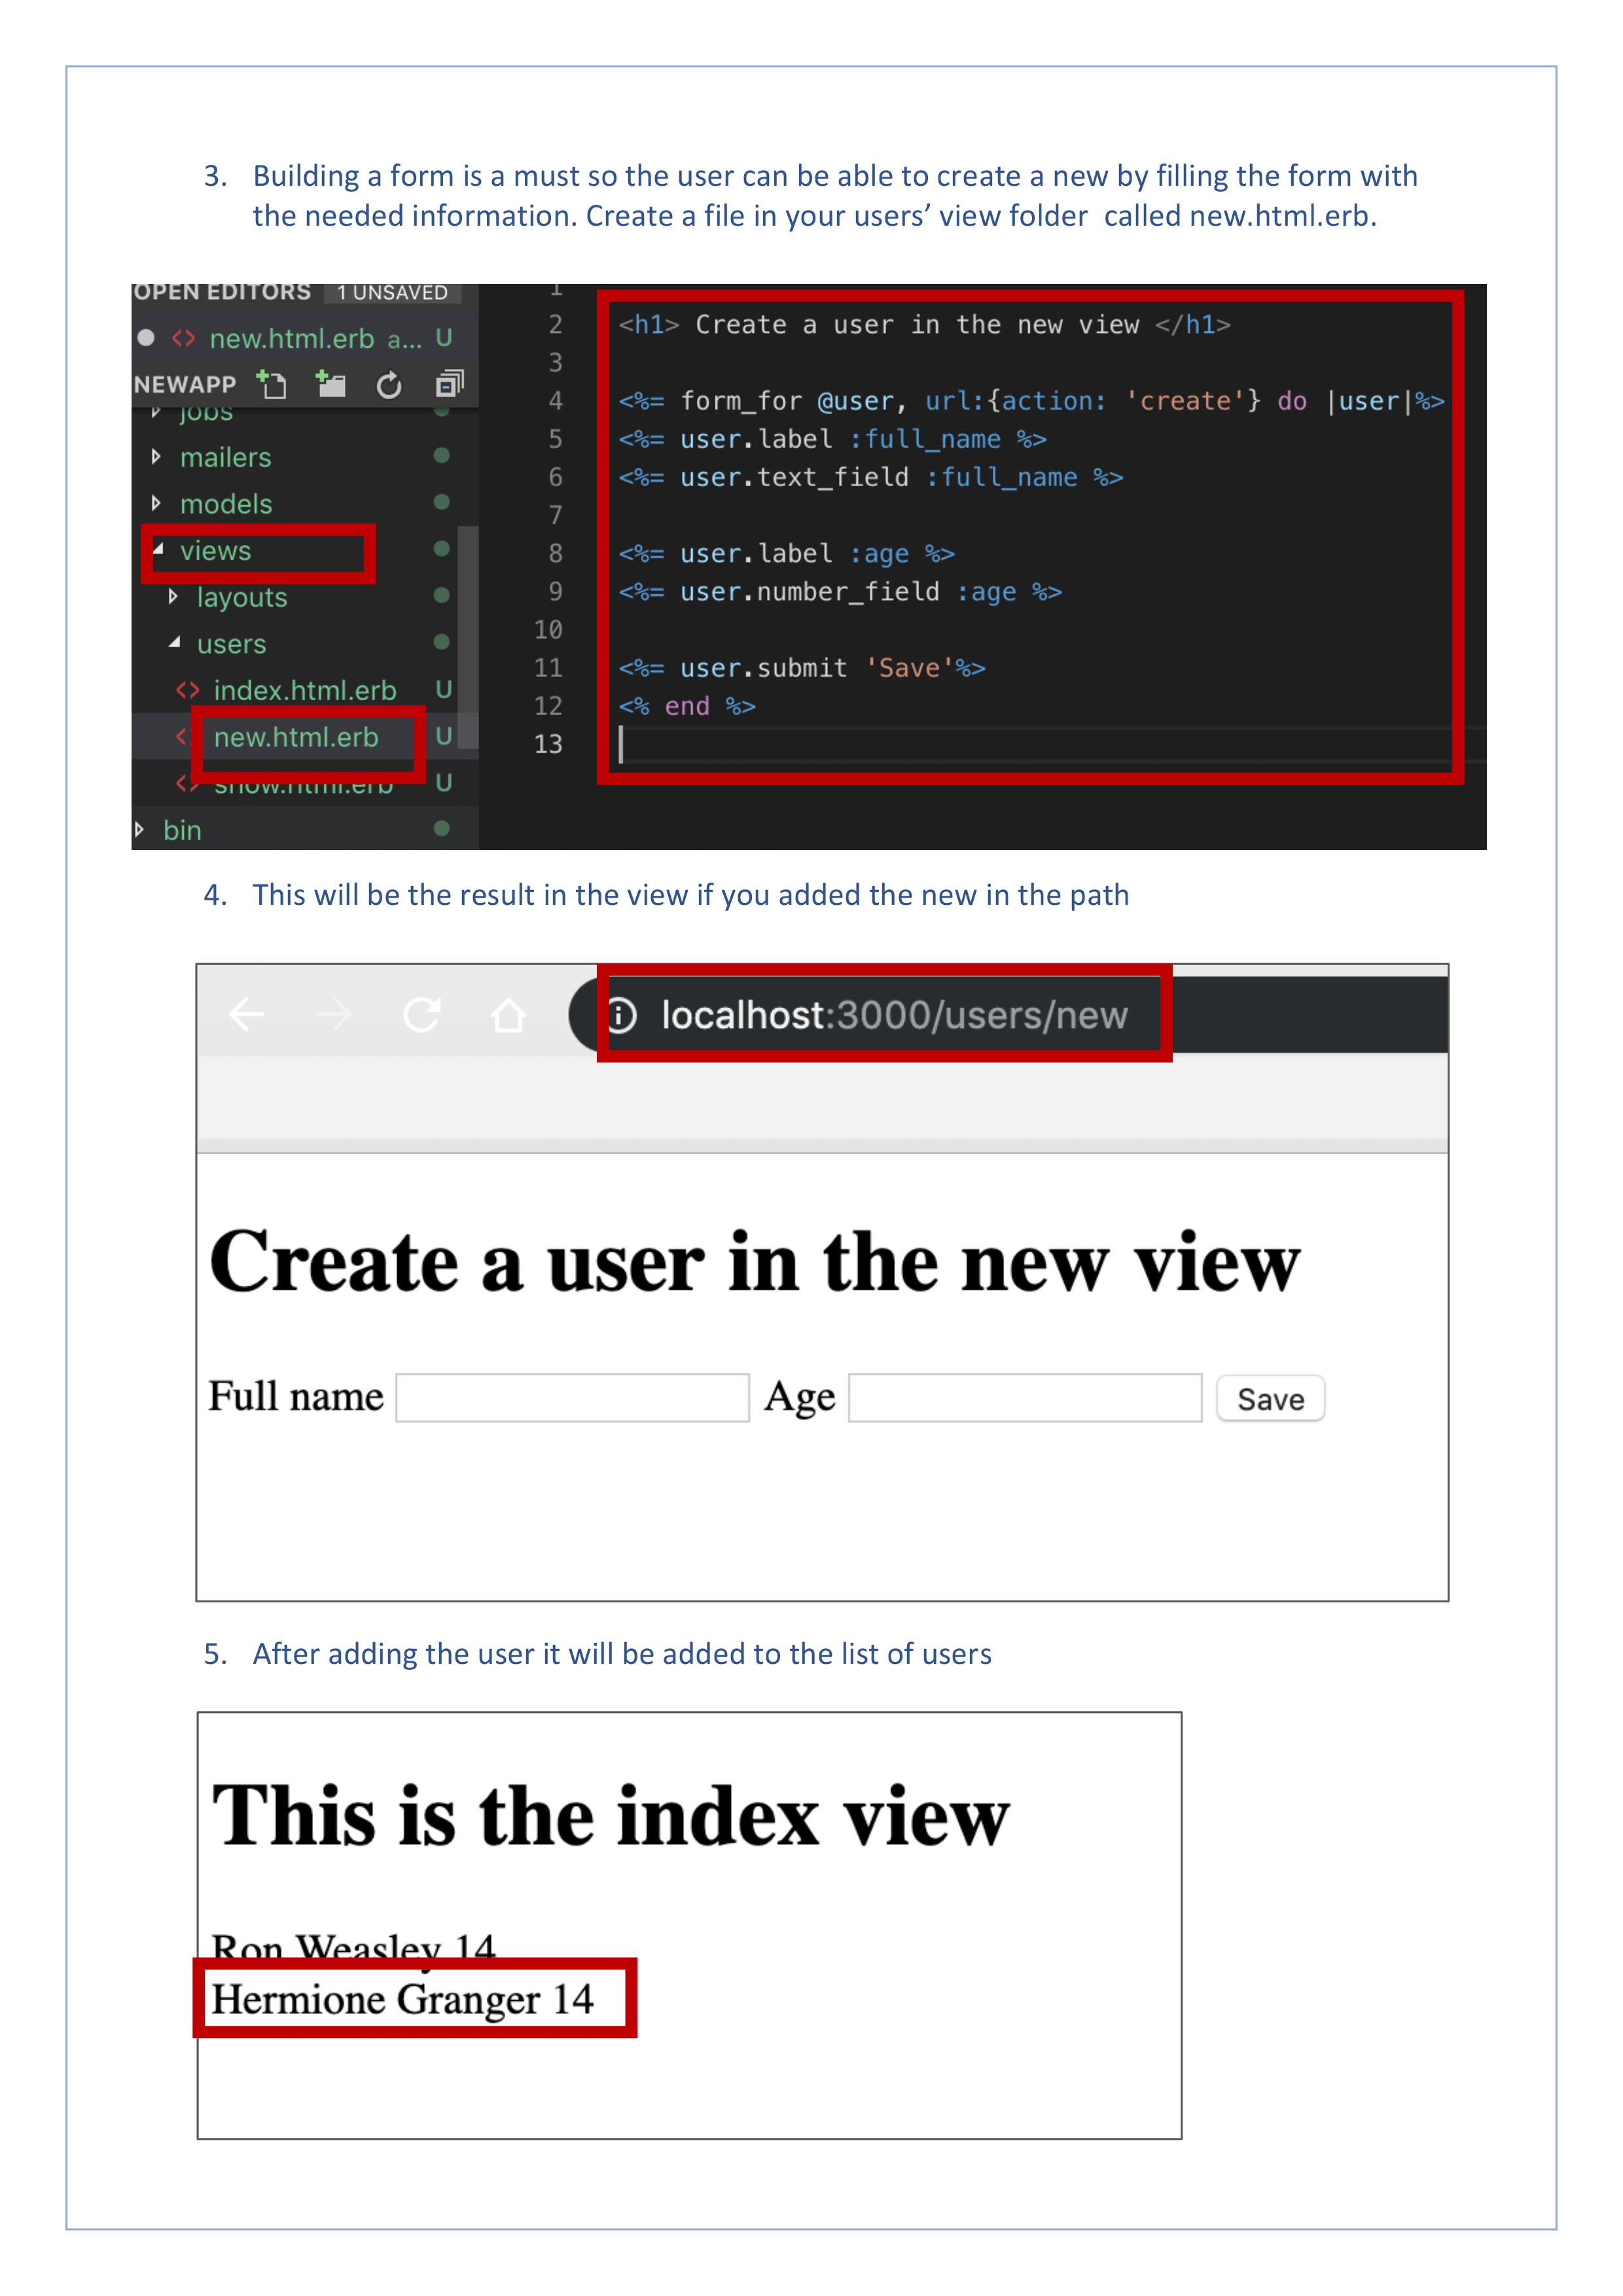 3. Building a form is a must so the user can be able to create a new by filling the form with
the needed information. Create a file in your users’ view folder  called new.html.erb.
OPEN EDITORS 1 UNSAVED
new.html.erb a... U
NEWAPP
jobs
mailers
models
views
layouts
users
index.html.erb U
new.html.erb U
show.html.erb U
bin
1
2 <h1> Create a user in the new view </h1>
3
4 <%= form_for @user, url:{action: 'create'} do |user|%>
5 <%= user.label :full_name %>
6 <%= user.text_field :full_name %>
7
8 <%= user.label :age %>
9 <%= user.number_field :age %>
10
11 <%= user.submit 'Save'%>
12 <% end %>
13
4. This will be the result in the view if you added the new in the path
localhost:3000/users/new
Create a user in the new view
Full name Age Save
5. After adding the user it will be added to the list of users
This is the index view
Ron Weasley 14
Hermione Granger 14